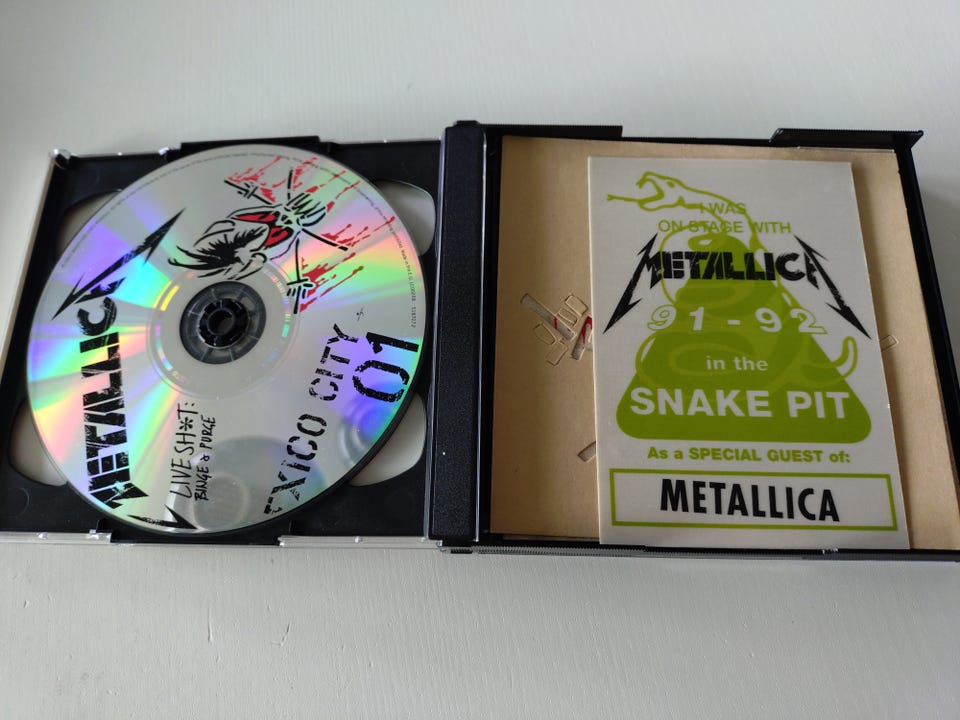 METALLICA
LIVE SH*T:
BINGE & PURGE
EXICO CITY
01
I WAS
ON STAGE WITH
METALLICA
91-92
in the
SNAKE PIT
As a SPECIAL GUEST of:
METALLICA